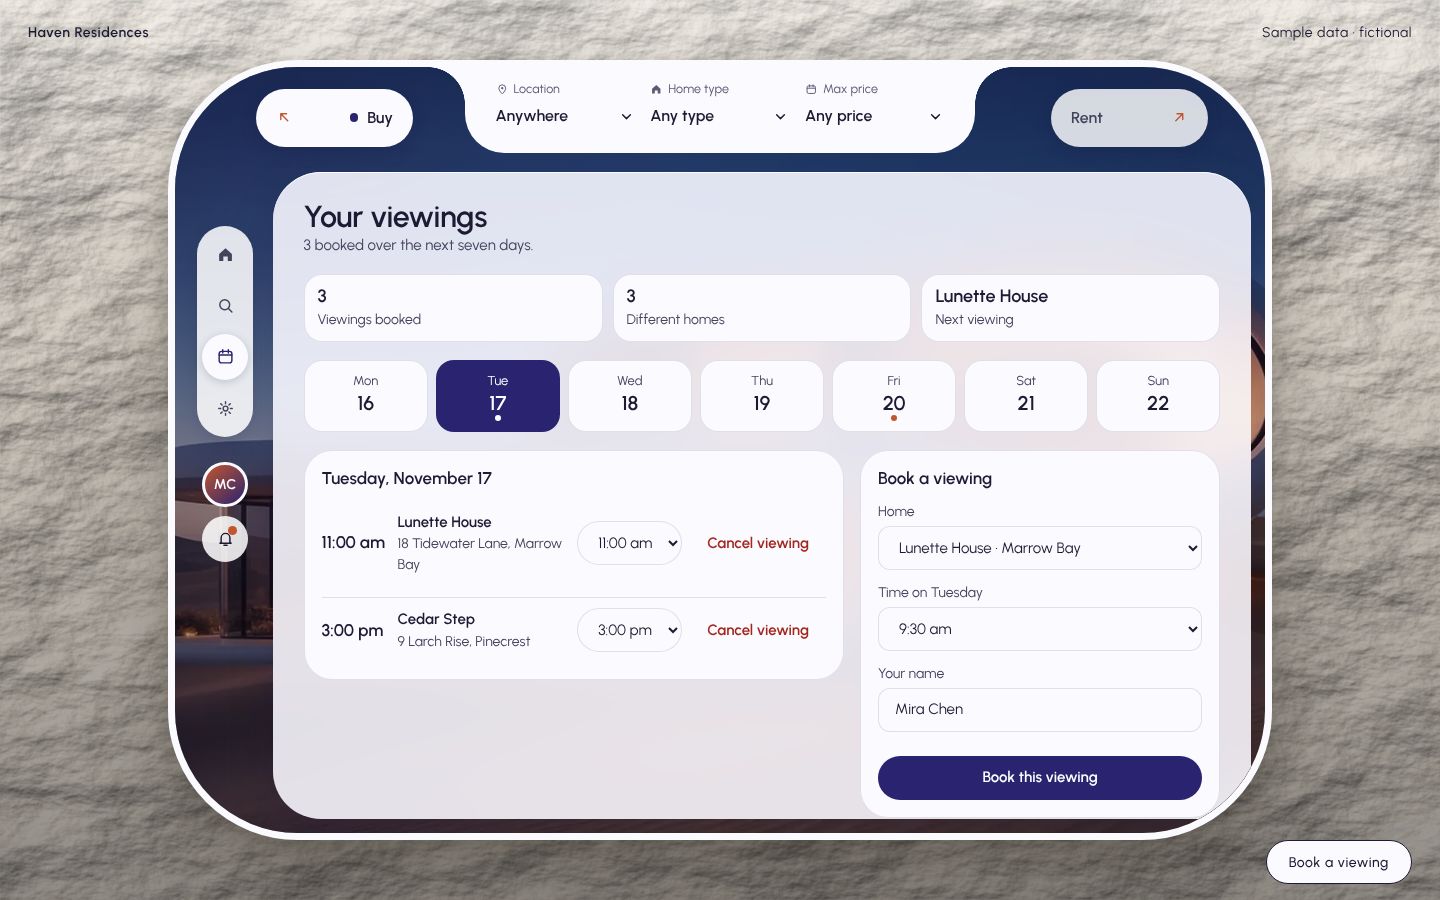 Haven Residences
Sample data · fictional
Buy
Location
Anywhere
Home type
Any type
Max price
Any price
Rent
Your viewings
3 booked over the next seven days.
3
Viewings booked
3
Different homes
Lunette House
Next viewing
Mon
16
Tue
17
Wed
18
Thu
19
Fri
20
Sat
21
Sun
22
MC
Tuesday, November 17
11:00 am
Lunette House
18 Tidewater Lane, Marrow
Bay
11:00 am
Cancel viewing
3:00 pm
Cedar Step
9 Larch Rise, Pinecrest
3:00 pm
Cancel viewing
Book a viewing
Home
Lunette House · Marrow Bay
Time on Tuesday
9:30 am
Your name
Mira Chen
Book this viewing
Book a viewing